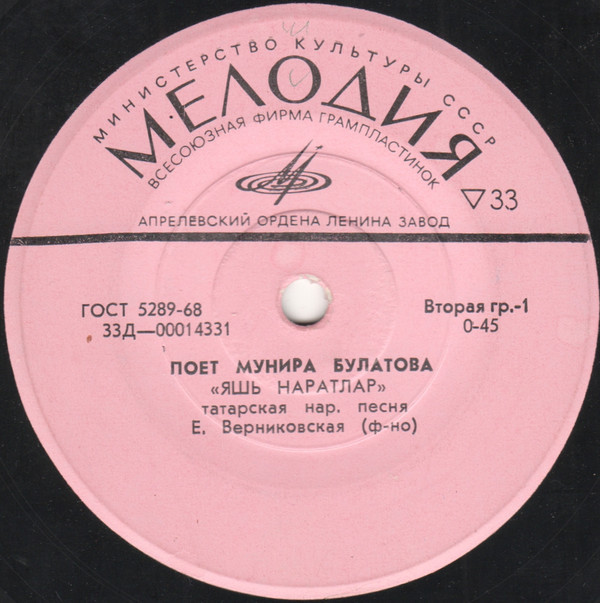 МИНИСТЕРСТВО КУЛЬТУРЫ СССР
МЕЛОДИЯ
ВСЕСОЮЗНАЯ ФИРМА ГРАМПЛАСТИНОК
▽33
АПРЕЛЕВСКИЙ ОРДЕНА ЛЕНИНА ЗАВОД
ГОСТ 5289-68
33Д—00014331
Вторая гр.-1
0-45
ПОЕТ МУНИРА БУЛАТОВА
«ЯШЬ НАРАТЛАР»
татарская нар. песня
Е. Верниковская (ф-но)